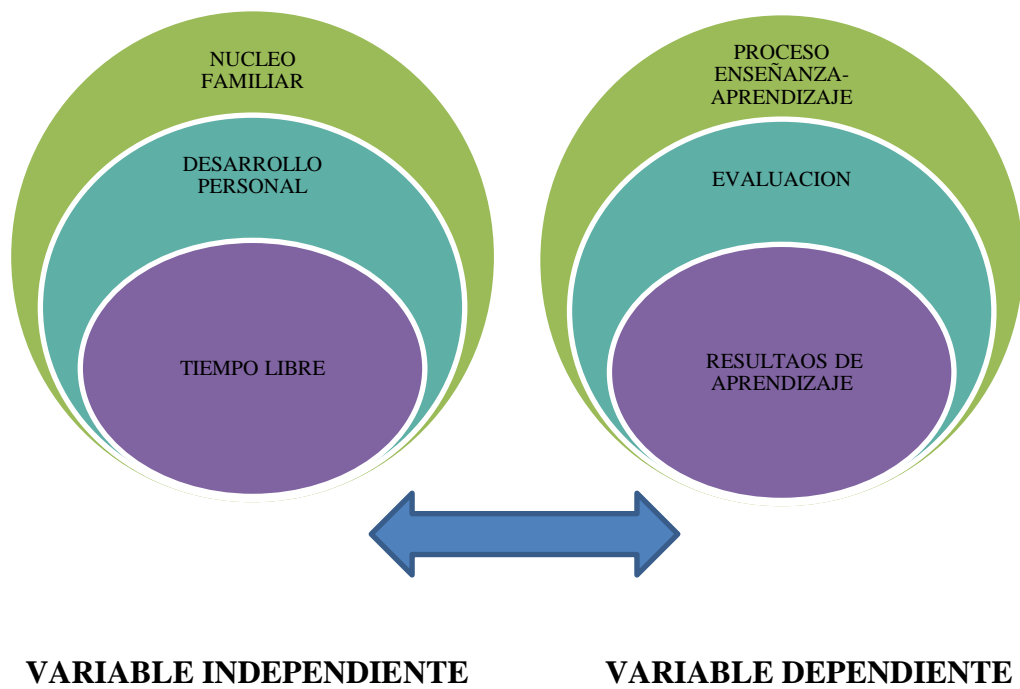 NUCLEO
FAMILIAR
DESARROLLO
PERSONAL
TIEMPO LIBRE
PROCESO
ENSEÑANZA-
APRENDIZAJE
EVALUACION
RESULTAOS DE
APRENDIZAJE
VARIABLE INDEPENDIENTE
VARIABLE DEPENDIENTE